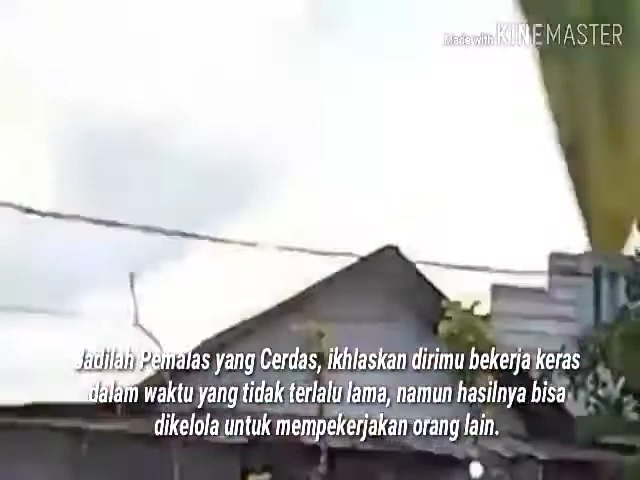 Made with KINEMASTER
Jadilah Pemalas yang Cerdas, ikhlaskan dirimu bekerja keras
dalam waktu yang tidak terlalu lama, namun hasilnya bisa
dikelola untuk mempekerjakan orang lain.